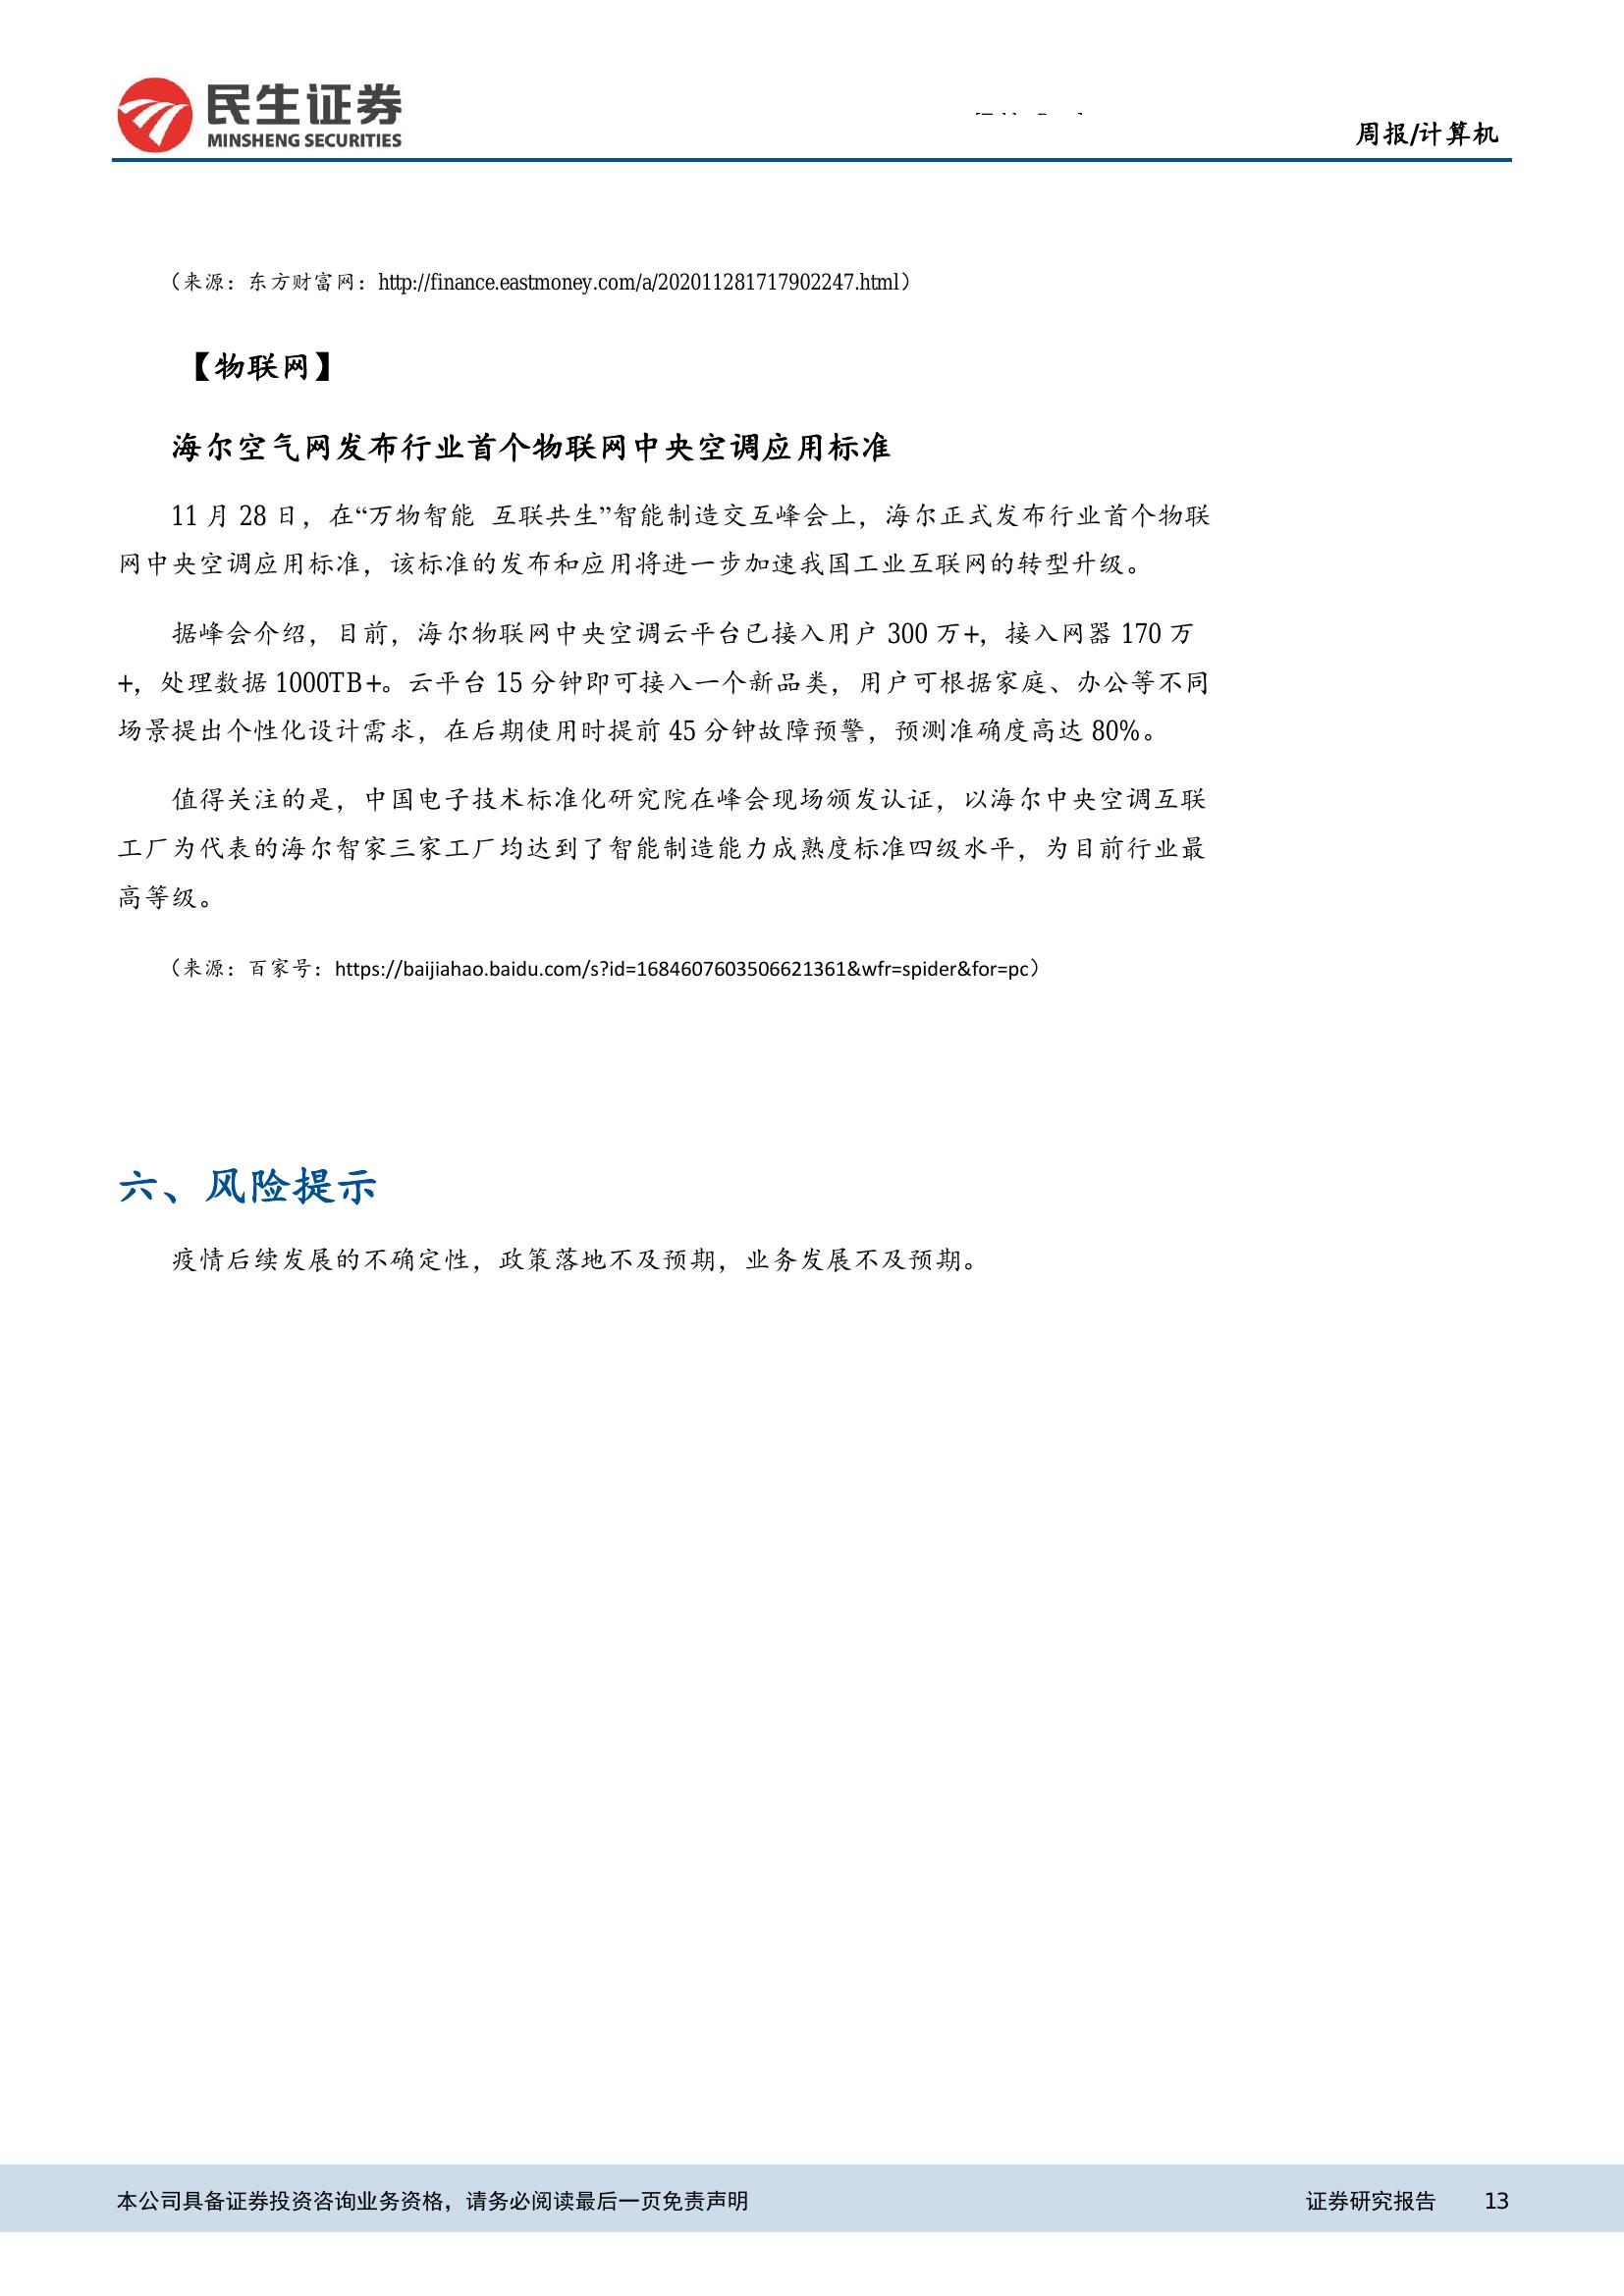 民生证券
MINSHENG SECURITIES
周报/计算机
（来源：东方财富网：http://finance.eastmoney.com/a/202011281717902247.html）
【物联网】
海尔空气网发布行业首个物联网中央空调应用标准
11 月 28 日，在“万物智能 互联共生”智能制造交互峰会上，海尔正式发布行业首个物联
网中央空调应用标准，该标准的发布和应用将进一步加速我国工业互联网的转型升级。
据峰会介绍，目前，海尔物联网中央空调云平台已接入用户 300 万+，接入网器 170 万
+，处理数据 1000TB+。云平台 15 分钟即可接入一个新品类，用户可根据家庭、办公等不同
场景提出个性化设计需求，在后期使用时提前 45 分钟故障预警，预测准确度高达 80%。
值得关注的是，中国电子技术标准化研究院在峰会现场颁发认证，以海尔中央空调互联
工厂为代表的海尔智家三家工厂均达到了智能制造能力成熟度标准四级水平，为目前行业最
高等级。
（来源：百家号：https://baijiahao.baidu.com/s?id=1684607603506621361&wfr=spider&for=pc）
六、风险提示
疫情后续发展的不确定性，政策落地不及预期，业务发展不及预期。
本公司具备证券投资咨询业务资格，请务必阅读最后一页免责声明
证券研究报告 13